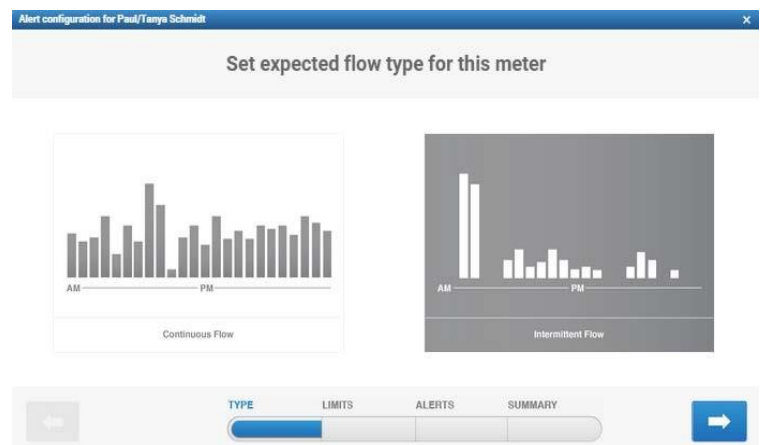 Alert configuration for Paul/Tanya Schmidt
Set expected flow type for this meter
AM PM
AM PM
Continuous Flow
Intermittent Flow
TYPE LIMITS ALERTS SUMMARY